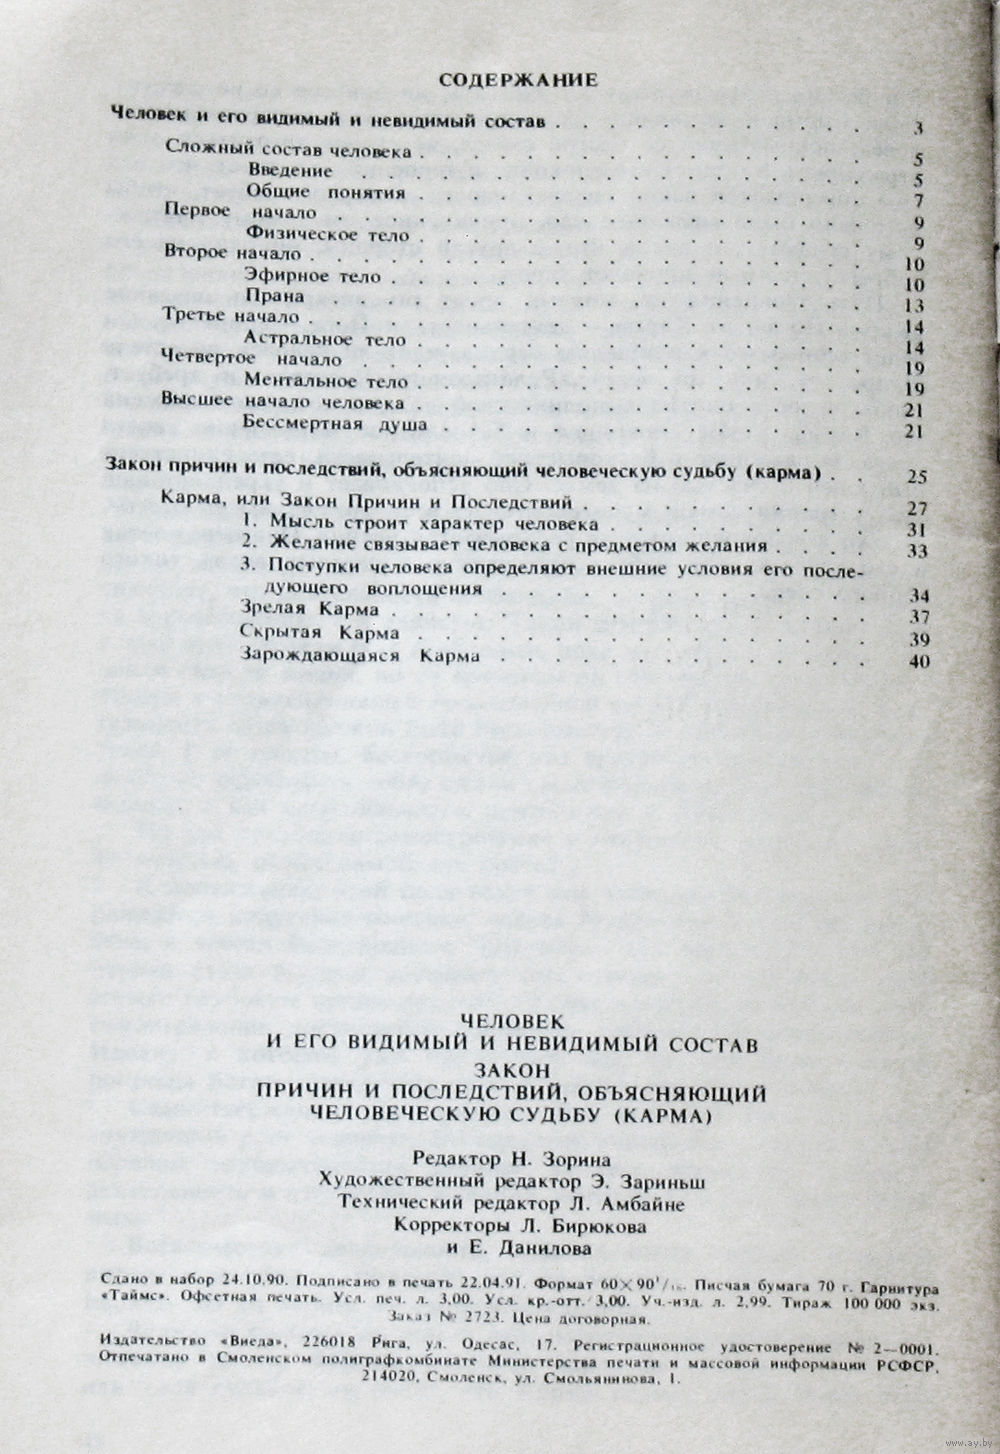 СОДЕРЖАНИЕ
Человек и его видимый и невидимый состав . . . . . . . . . . . . 3
Сложный состав человека . . . . . . . . . . . . . . . . . 5
Введение . . . . . . . . . . . . . . . . . . . 5
Общие понятия . . . . . . . . . . . . . . . . . 7
Первое начало . . . . . . . . . . . . . . . . . . . . 9
Физическое тело . . . . . . . . . . . . . . . . . 9
Второе начало . . . . . . . . . . . . . . . . . . . . . 10
Эфирное тело . . . . . . . . . . . . . . . . . . 10
Прана . . . . . . . . . . . . . . . . . . . . 13
Третье начало . . . . . . . . . . . . . . . . . . . . . 14
Астральное тело . . . . . . . . . . . . . . . . . 14
Четвертое начало . . . . . . . . . . . . . . . . . . . 19
Ментальное тело . . . . . . . . . . . . . . . . . 19
Высшее начало человека . . . . . . . . . . . . . . . . . 21
Бессмертная душа . . . . . . . . . . . . . . . . 21
Закон причин и последствий, объясняющий человеческую судьбу (карма) . . 25
Карма, или Закон Причин и Последствий . . . . . . . . . . . 27
1. Мысль строит характер человека . . . . . . . . . . 31
2. Желание связывает человека с предметом желания . . . . 33
3. Поступки человека определяют внешние условия его после-
дующего воплощения . . . . . . . . . . . . . . 34
Зрелая Карма . . . . . . . . . . . . . . . . . . 37
Скрытая Карма . . . . . . . . . . . . . . . . . 39
Зарождающаяся Карма . . . . . . . . . . . . . . 40
ЧЕЛОВЕК
И ЕГО ВИДИМЫЙ И НЕВИДИМЫЙ СОСТАВ
ЗАКОН
ПРИЧИН И ПОСЛЕДСТВИЙ, ОБЪЯСНЯЮЩИЙ
ЧЕЛОВЕЧЕСКУЮ СУДЬБУ (КАРМА)
Редактор Н. Зорина
Художественный редактор Э. Зариньш
Технический редактор Л. Амбайне
Корректоры Л. Бирюкова
и Е. Данилова
Сдано в набор 24.10.90. Подписано в печать 22.04.91. Формат 60×90¹/₁₆. Писчая бумага 70 г. Гарнитура
«Таймс». Офсетная печать. Усл. печ. л. 3,00. Усл. кр.-отт. 3,00. Уч.-изд. л. 2,99. Тираж 100 000 экз.
Заказ № 2723. Цена договорная.
Издательство «Виеда», 226018 Рига, ул. Одесас, 17. Регистрационное удостоверение № 2—0001.
Отпечатано в Смоленском полиграфкомбинате Министерства печати и массовой информации РСФСР,
214020, Смоленск, ул. Смольянинова, 1.
www.ay.by